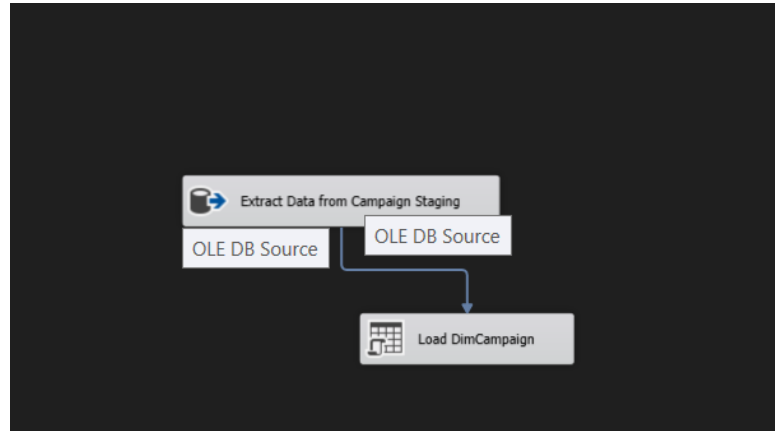 Extract Data from Campaign Staging
OLE DB Source
OLE DB Source
Load DimCampaign